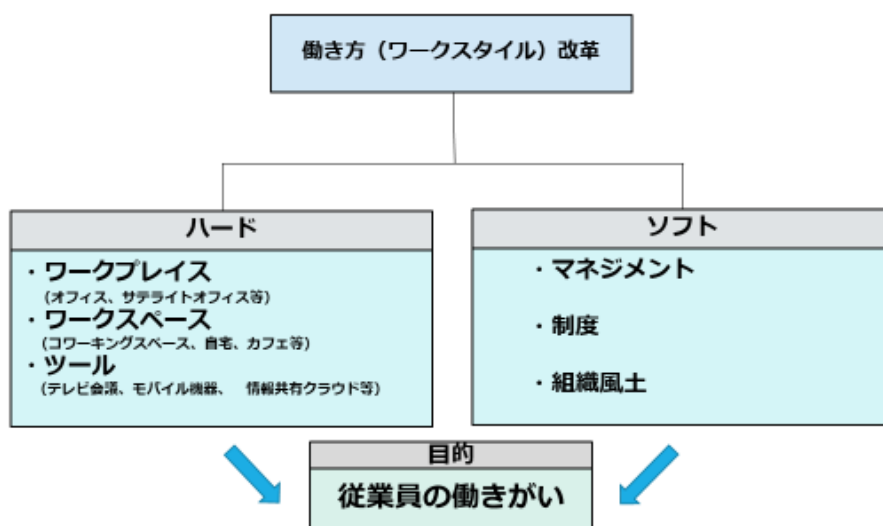 働き方（ワークスタイル）改革
ハード
・ワークプレイス
（オフィス、サテライトオフィス等）
・ワークスペース
（コワーキングスペース、自宅、カフェ等）
・ツール
（テレビ会議、モバイル機器、　情報共有クラウド等）
ソフト
・マネジメント
・制度
・組織風土
目的
従業員の働きがい